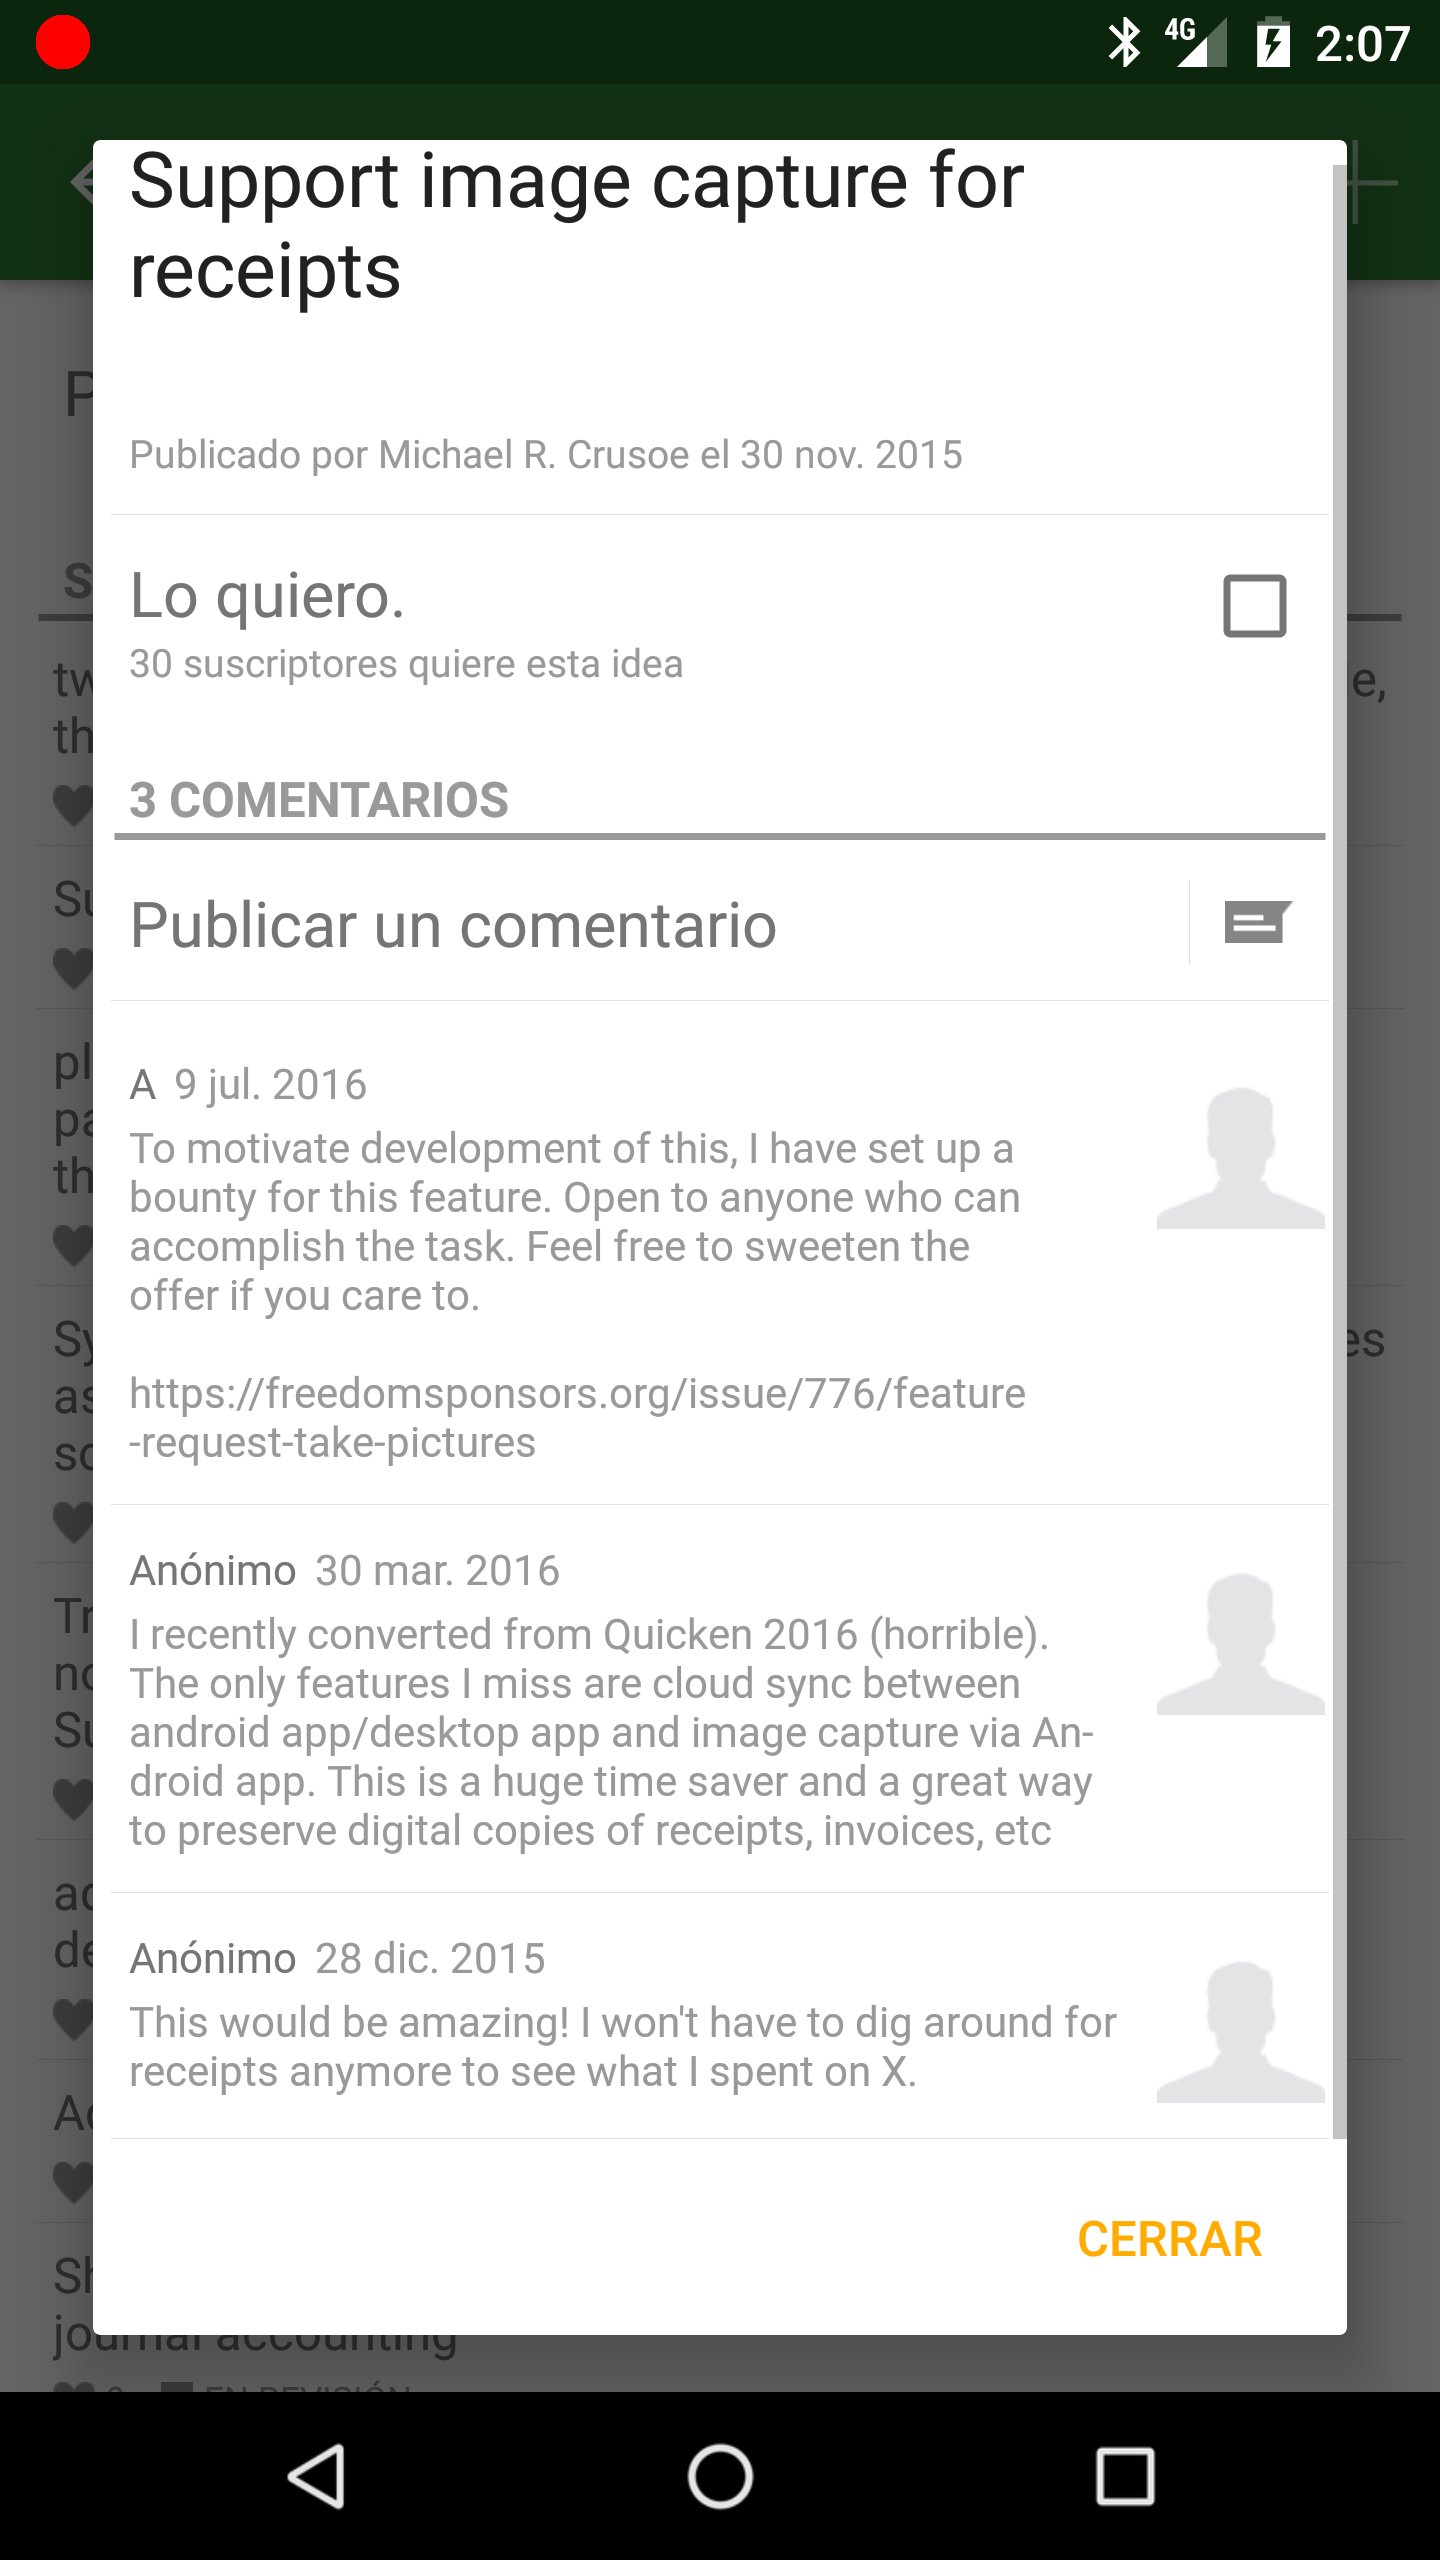 4G 2:07
Support image capture for
receipts
Publicado por Michael R. Crusoe el 30 nov. 2015
Lo quiero.
30 suscriptores quiere esta idea
3 COMENTARIOS
Publicar un comentario
A 9 jul. 2016
To motivate development of this, I have set up a
bounty for this feature. Open to anyone who can
accomplish the task. Feel free to sweeten the
offer if you care to.
https://freedomsponsors.org/issue/776/feature
-request-take-pictures
Anónimo 30 mar. 2016
I recently converted from Quicken 2016 (horrible).
The only features I miss are cloud sync between
android app/desktop app and image capture via An-
droid app. This is a huge time saver and a great way
to preserve digital copies of receipts, invoices, etc
Anónimo 28 dic. 2015
This would be amazing! I won't have to dig around for
receipts anymore to see what I spent on X.
CERRAR
journal accounting
EN REVISIÓN